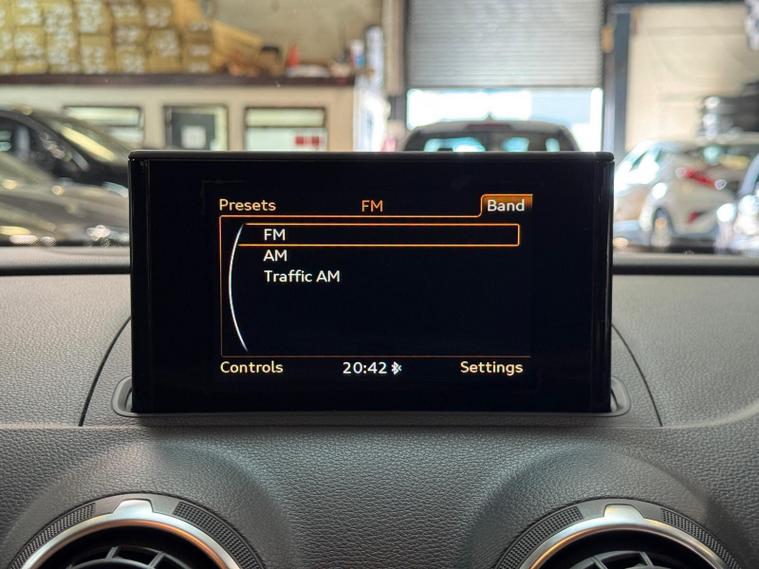 Presets FM Band
FM
AM
Traffic AM
Controls 20:42 Settings